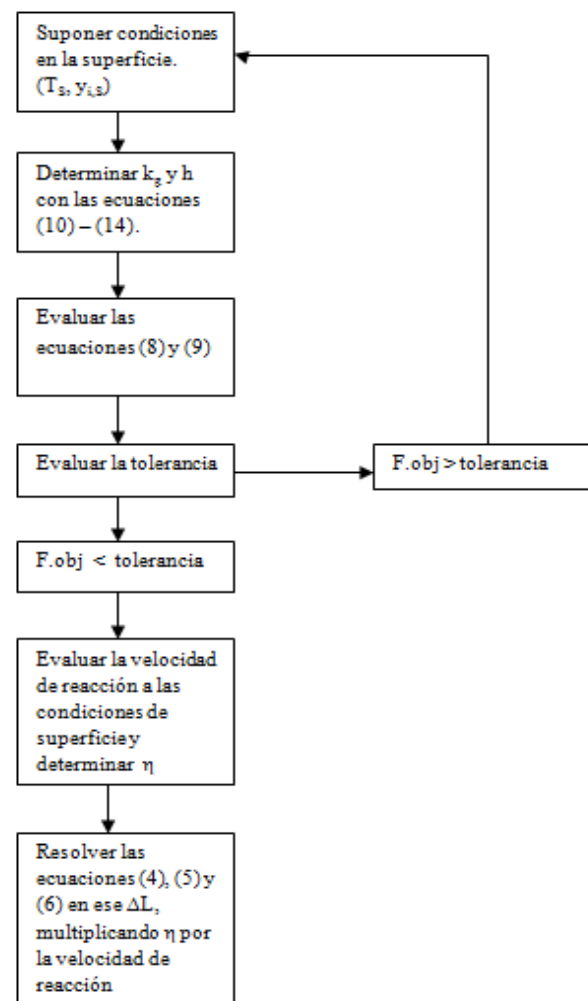 Suponer condiciones
en la superficie.
(Ts, yi,s)
Determinar kg y h
con las ecuaciones
(10) – (14).
Evaluar las
ecuaciones (8) y (9)
Evaluar la tolerancia
F.obj > tolerancia
F.obj < tolerancia
Evaluar la velocidad
de reacción a las
condiciones de
superficie y
determinar η
Resolver las
ecuaciones (4), (5) y
(6) en ese ΔL,
multiplicando η por
la velocidad de
reacción